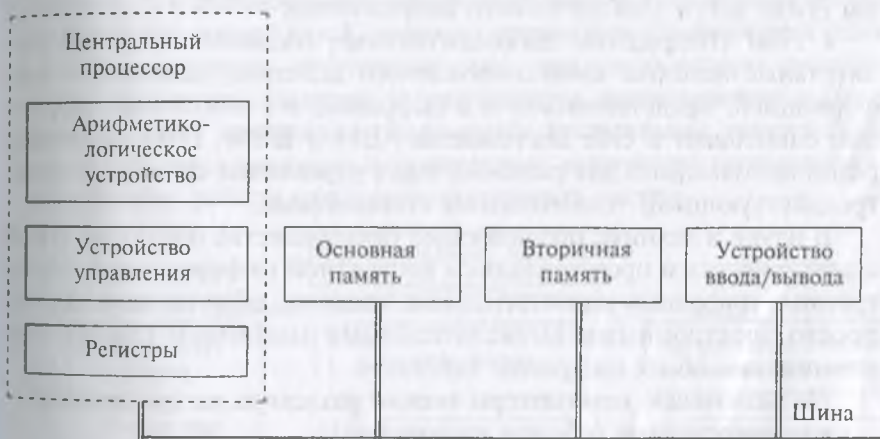 Центральный
процессор
Арифметико-
логическое
устройство
Устройство
управления
Регистры
Основная
память
Вторичная
память
Устройство
ввода/вывода
Шина